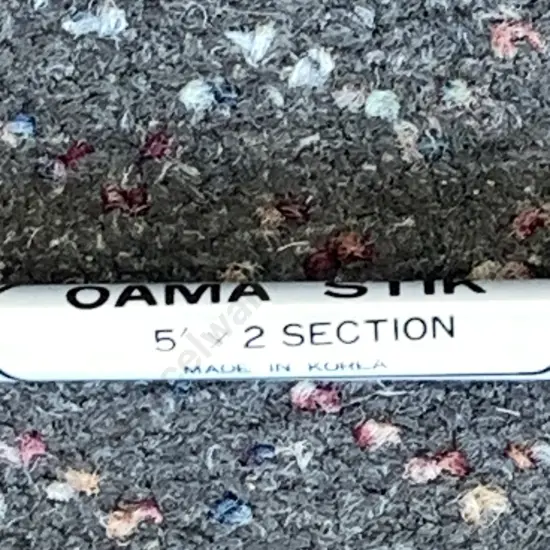 OAMA STIK
5' x 2 SECTION
MADE IN KOREA